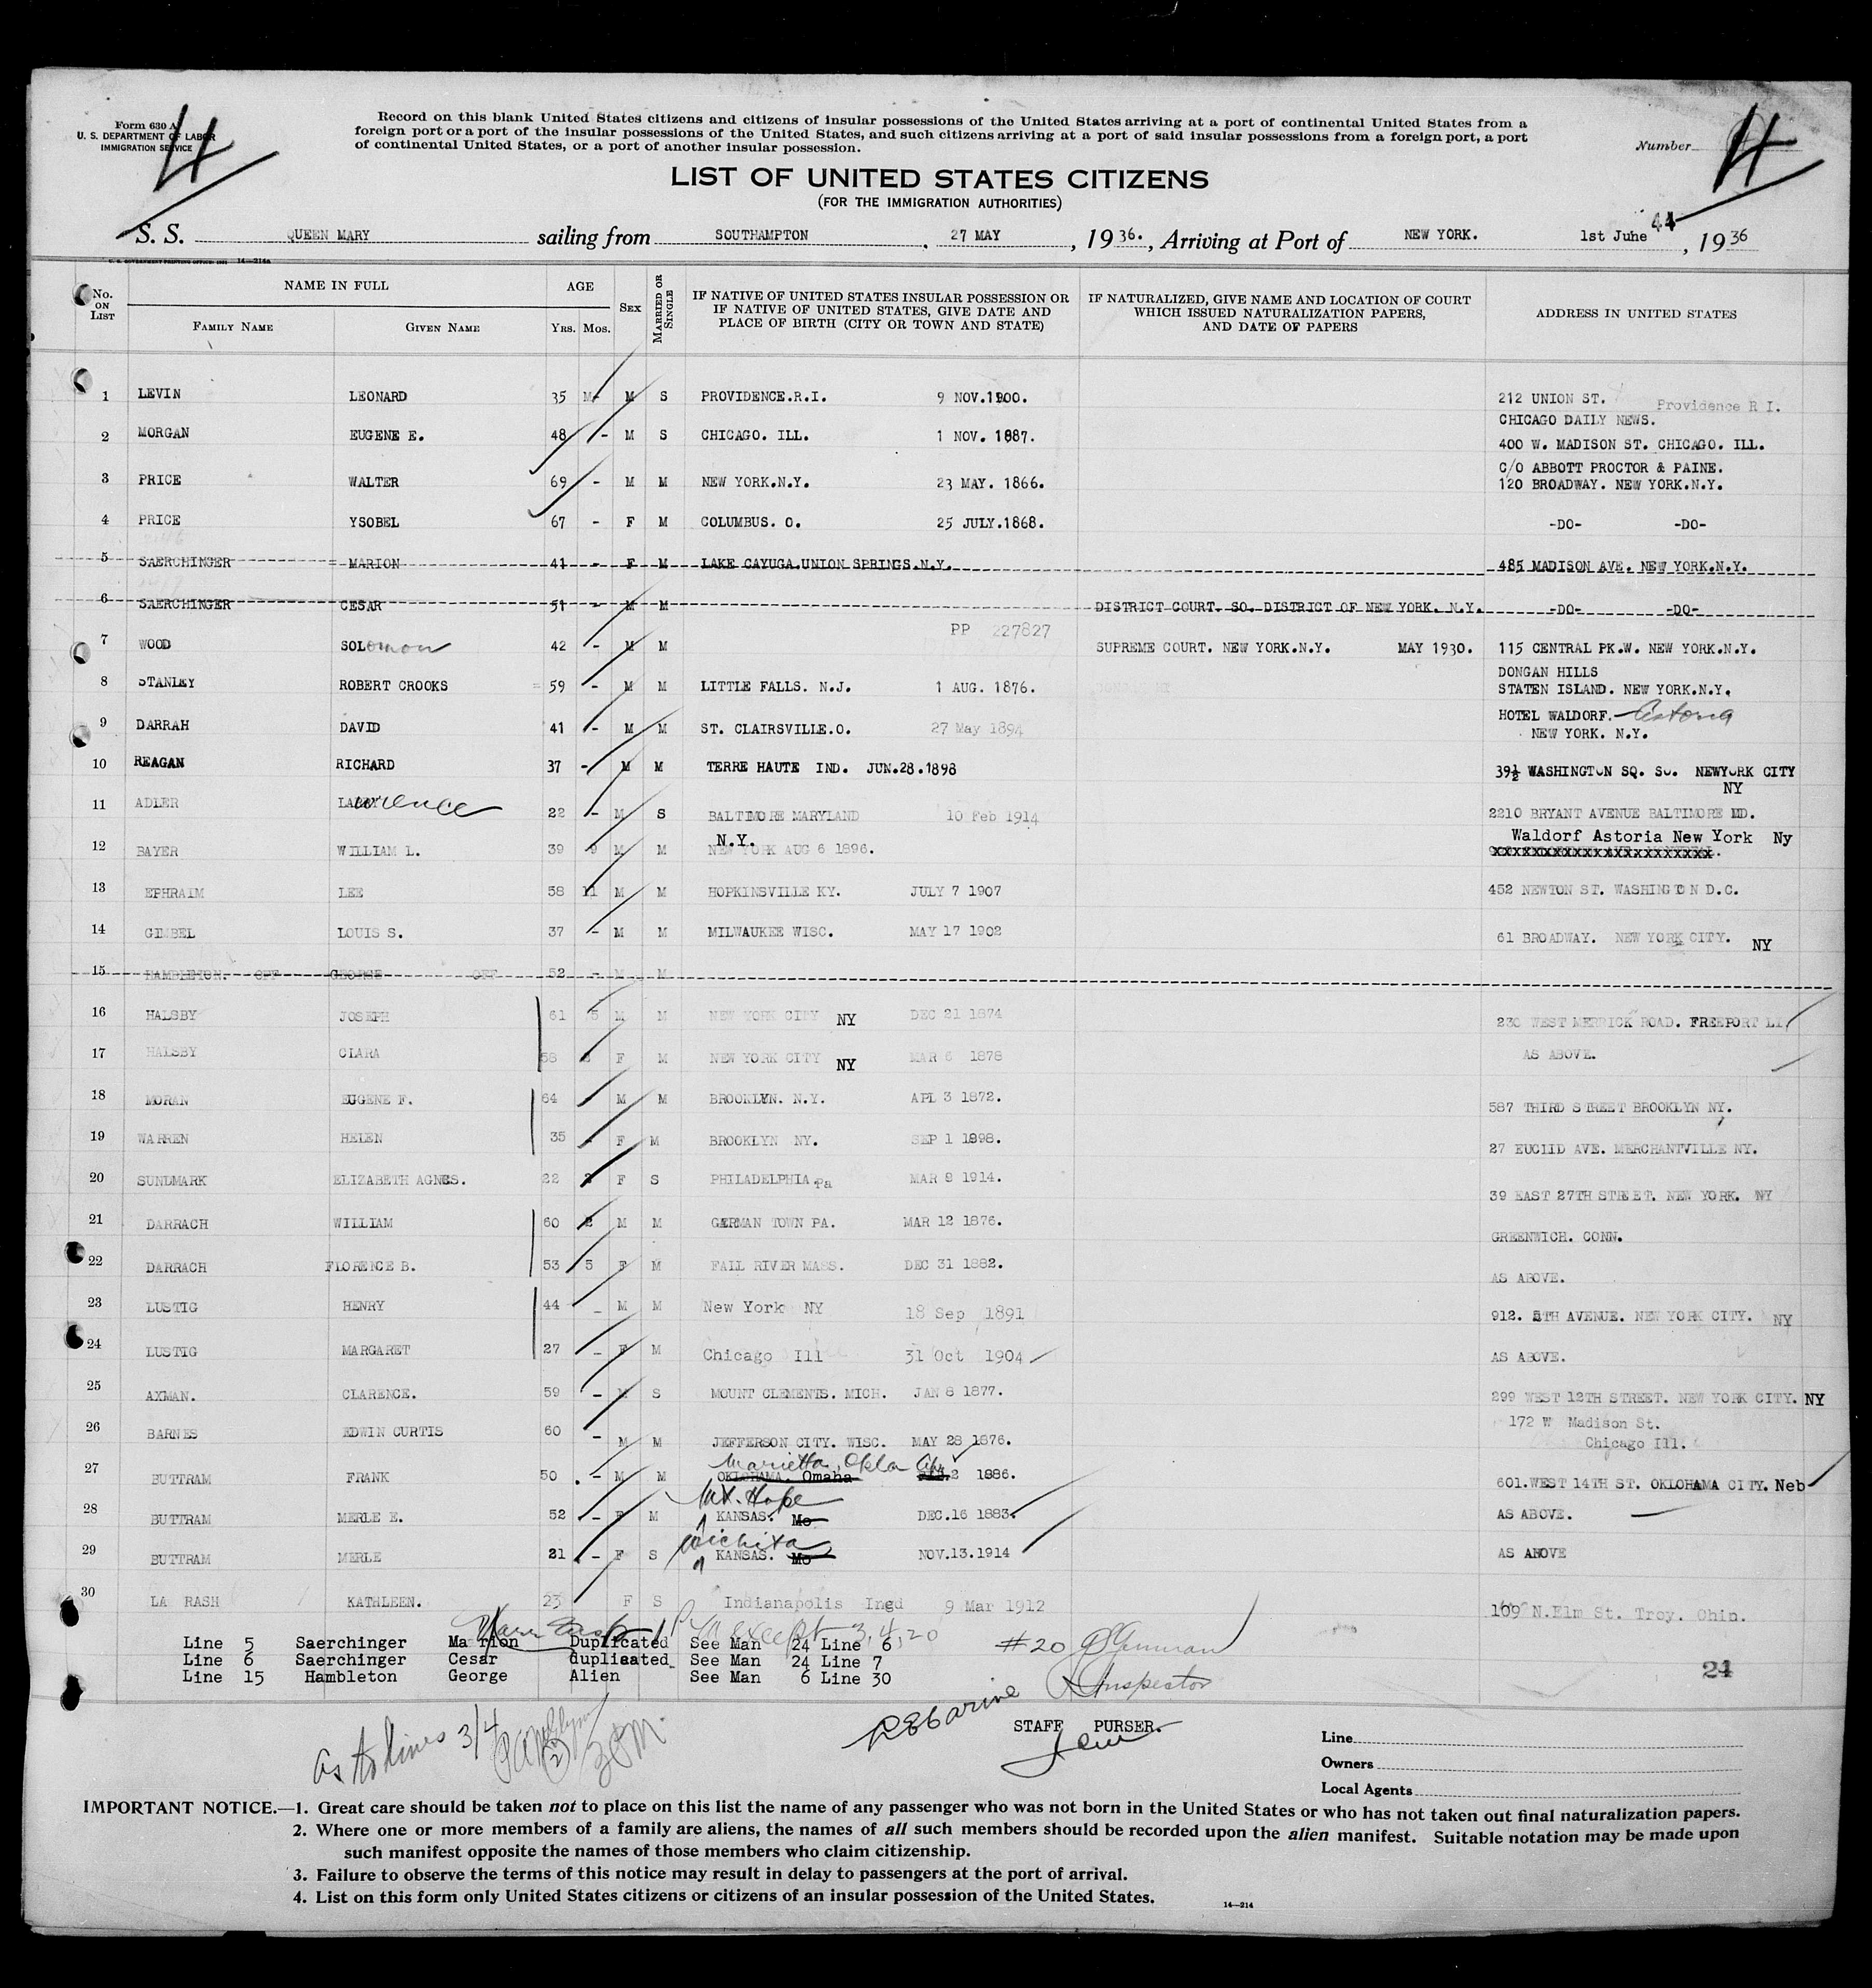 Form 630 A
U. S. DEPARTMENT OF LABOR
IMMIGRATION SERVICE
4
Record on this blank United States citizens and citizens of insular possessions of the United States arriving at a port of continental United States from a
foreign port or a port of the insular possessions of the United States, and such citizens arriving at a port of said insular possessions from a foreign port, a port
of continental United States, or a port of another insular possession.
Number 4
LIST OF UNITED STATES CITIZENS
(FOR THE IMMIGRATION AUTHORITIES)
S. S. QUEEN MARY sailing from SOUTHAMPTON, 27 MAY, 1936., Arriving at Port of NEW YORK. 1st June 44, 1936
No. ON LIST NAME IN FULL AGE SEX MARRIED OR SINGLE IF NATIVE OF UNITED STATES INSULAR POSSESSION OR IF NATIVE OF UNITED STATES, GIVE DATE AND PLACE OF BIRTH (CITY OR TOWN AND STATE) IF NATURALIZED, GIVE NAME AND LOCATION OF COURT WHICH ISSUED NATURALIZATION PAPERS, AND DATE OF PAPERS ADDRESS IN UNITED STATES
FAMILY NAME GIVEN NAME Yrs. Mos.
1 LEVIN LEONARD 35 M S PROVIDENCE.R.I. 9 NOV.1900. 212 UNION ST. Providence R I.
2 MORGAN EUGENE E. 48 - M S CHICAGO. ILL. 1 NOV. 1887. CHICAGO DAILY NEWS.
400 W. MADISON ST. CHICAGO. ILL.
3 PRICE WALTER 69 - M M NEW YORK.N.Y. 23 MAY. 1866. C/O ABBOTT PROCTOR & PAINE.
120 BROADWAY. NEW YORK.N.Y.
4 PRICE YSOBEL 67 - F M COLUMBUS. O. 25 JULY.1868. -DO- -DO-
5 SAERCHINGER MARION 41 - F M LAKE CAYUGA.UNION SPRINGS.N.Y. 485 MADISON AVE. NEW YORK.N.Y.
6 SAERCHINGER CESAR 51 - M M DISTRICT COURT. SO. DISTRICT OF NEW YORK. N.Y. -DO- -DO-
PP 227827
7 WOOD SOLomon 42 - M M SUPREME COURT. NEW YORK.N.Y. MAY 1930. 115 CENTRAL PK.W. NEW YORK.N.Y.
8 STANLEY ROBERT CROOKS 59 - M M LITTLE FALLS. N.J. 1 AUG. 1876. DONGAN HILLS
STATEN ISLAND. NEW YORK.N.Y.
9 DARRAH DAVID 41 - M M ST. CLAIRSVILLE.O. 27 May 1894 HOTEL WALDORF. Astoria
NEW YORK. N.Y.
10 REAGAN RICHARD 37 - M M TERRE HAUTE IND. JUN.28.1898 39½ WASHINGTON SQ. SO. NEWYORK CITY
NY
11 ADLER LAwrence 22 - M S BALTIMORE MARYLAND 10 Feb 1914 2210 BRYANT AVENUE BALTIMORE MD.
12 BAYER WILLIAM L. 39 9 M M NEW YORK N.Y. AUG 6 1896. Waldorf Astoria New York Ny
13 EPHRAIM LEE 58 11 M M HOPKINSVILLE KY. JULY 7 1907 452 NEWTON ST. WASHINGTON D.C.
14 GIMBEL LOUIS S. 37 - M M MILWAUKEE WISC. MAY 17 1902 61 BROADWAY. NEW YORK CITY. NY
15 HAMBLETON. OFF GEORGE OFF 52 - M M
16 HALSBY JOSEPH 61 5 M M NEW YORK CITY NY DEC 21 1874 230 WEST MERRICK ROAD. FREEPORT LI
17 HALSBY CLARA 58 F M NEW YORK CITY NY MAR 6 1878 AS ABOVE.
18 MORAN EUGENE F. 64 M M BROOKLYN. N.Y. APL 3 1872. 587 THIRD STREET BROOKLYN NY.
19 WARREN HELEN 35 - F M BROOKLYN NY. SEP 1 1898. 27 EUCLID AVE. MERCHANTVILLE NY.
20 SUNDMARK ELIZABETH AGNES. 22 F S PHILADELPHIA Pa MAR 9 1914. 39 EAST 27TH STREET. NEW YORK. NY
21 DARRACH WILLIAM 60 2 M M GERMAN TOWN PA. MAR 12 1876. GREENWICH. CONN.
22 DARRACH FLORENCE B. 53 5 F M FALL RIVER MASS. DEC 31 1882. AS ABOVE.
23 LUSTIG HENRY 44 - M M New York NY 18 Sep 1891 912. 5TH AVENUE. NEW YORK CITY. NY
24 LUSTIG MARGARET 27 - F M Chicago Ill 31 Oct 1904 AS ABOVE.
25 AXMAN. CLARENCE. 59 - M S MOUNT CLEMENTS. MICH. JAN 8 1877. 299 WEST 12TH STREET. NEW YORK CITY. NY
26 BARNES EDWIN CURTIS 60 - M M JEFFERSON CITY. WISC. MAY 28 1876. 172 W Madison St.
Chicago Ill.
Marietta, Okla Apl
27 BUTTRAM FRANK 50 - M M OKLOHAMA. Omaha 2 1886. 601.WEST 14TH ST. OKLOHAMA CITY. Neb
Mt. Hope
28 BUTTRAM MERLE E. 52 - F M KANSAS. Mo DEC.16 1883. AS ABOVE.
Wichita
29 BUTTRAM MERLE 21 - F S KANSAS. Mo NOV.13.1914 AS ABOVE
30 LA RASH KATHLEEN. 23 F S Indianapolis Ingd 9 Mar 1912 109 N.Elm St. Troy. Ohio.
except 3,4,20
Line 5 Saerchinger Marion Duplicated See Man 24 Line 6 #20
Line 6 Saerchinger Cesar duplicated See Man 24 Line 7
Line 15 Hambleton George Alien See Man 6 Line 30 Inspector
24
as to lines 3/4
STAFF PURSER.
Line
Owners
Local Agents
IMPORTANT NOTICE.—1. Great care should be taken not to place on this list the name of any passenger who was not born in the United States or who has not taken out final naturalization papers.
2. Where one or more members of a family are aliens, the names of all such members should be recorded upon the alien manifest. Suitable notation may be made upon
such manifest opposite the names of those members who claim citizenship.
3. Failure to observe the terms of this notice may result in delay to passengers at the port of arrival.
4. List on this form only United States citizens or citizens of an insular possession of the United States.
14—214